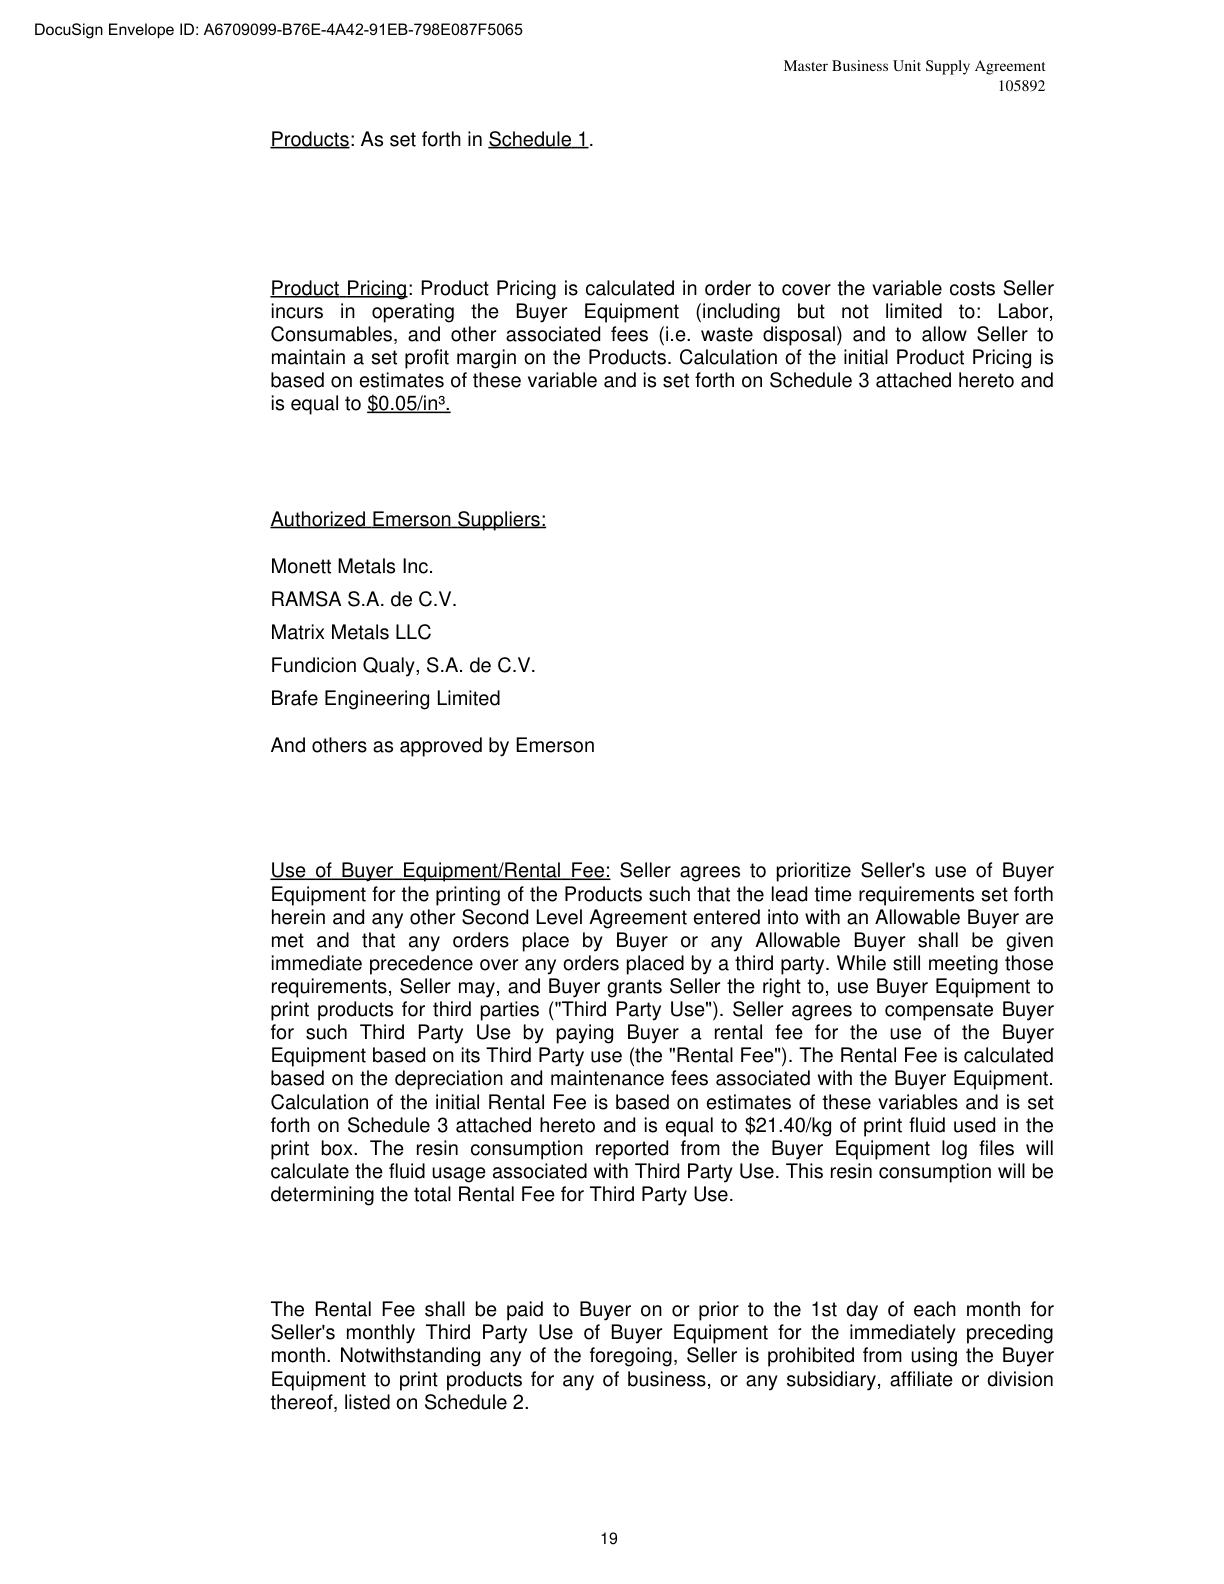 DocuSign Envelope ID: A6709099-B76E-4A42-91EB-798E087F5065
Master Business Unit Supply Agreement
105892
Products: As set forth in Schedule 1.
Product Pricing: Product Pricing is calculated in order to cover the variable costs Seller
incurs in operating the Buyer Equipment (including but not limited to: Labor,
Consumables, and other associated fees (i.e. waste disposal) and to allow Seller to
maintain a set profit margin on the Products. Calculation of the initial Product Pricing is
based on estimates of these variable and is set forth on Schedule 3 attached hereto and
is equal to $0.05/in³.
Authorized Emerson Suppliers:
Monett Metals Inc.
RAMSA S.A. de C.V.
Matrix Metals LLC
Fundicion Qualy, S.A. de C.V.
Brafe Engineering Limited
And others as approved by Emerson
Use of Buyer Equipment/Rental Fee: Seller agrees to prioritize Seller's use of Buyer
Equipment for the printing of the Products such that the lead time requirements set forth
herein and any other Second Level Agreement entered into with an Allowable Buyer are
met and that any orders place by Buyer or any Allowable Buyer shall be given
immediate precedence over any orders placed by a third party. While still meeting those
requirements, Seller may, and Buyer grants Seller the right to, use Buyer Equipment to
print products for third parties ("Third Party Use"). Seller agrees to compensate Buyer
for such Third Party Use by paying Buyer a rental fee for the use of the Buyer
Equipment based on its Third Party use (the "Rental Fee"). The Rental Fee is calculated
based on the depreciation and maintenance fees associated with the Buyer Equipment.
Calculation of the initial Rental Fee is based on estimates of these variables and is set
forth on Schedule 3 attached hereto and is equal to $21.40/kg of print fluid used in the
print box. The resin consumption reported from the Buyer Equipment log files will
calculate the fluid usage associated with Third Party Use. This resin consumption will be
determining the total Rental Fee for Third Party Use.
The Rental Fee shall be paid to Buyer on or prior to the 1st day of each month for
Seller's monthly Third Party Use of Buyer Equipment for the immediately preceding
month. Notwithstanding any of the foregoing, Seller is prohibited from using the Buyer
Equipment to print products for any of business, or any subsidiary, affiliate or division
thereof, listed on Schedule 2.
19